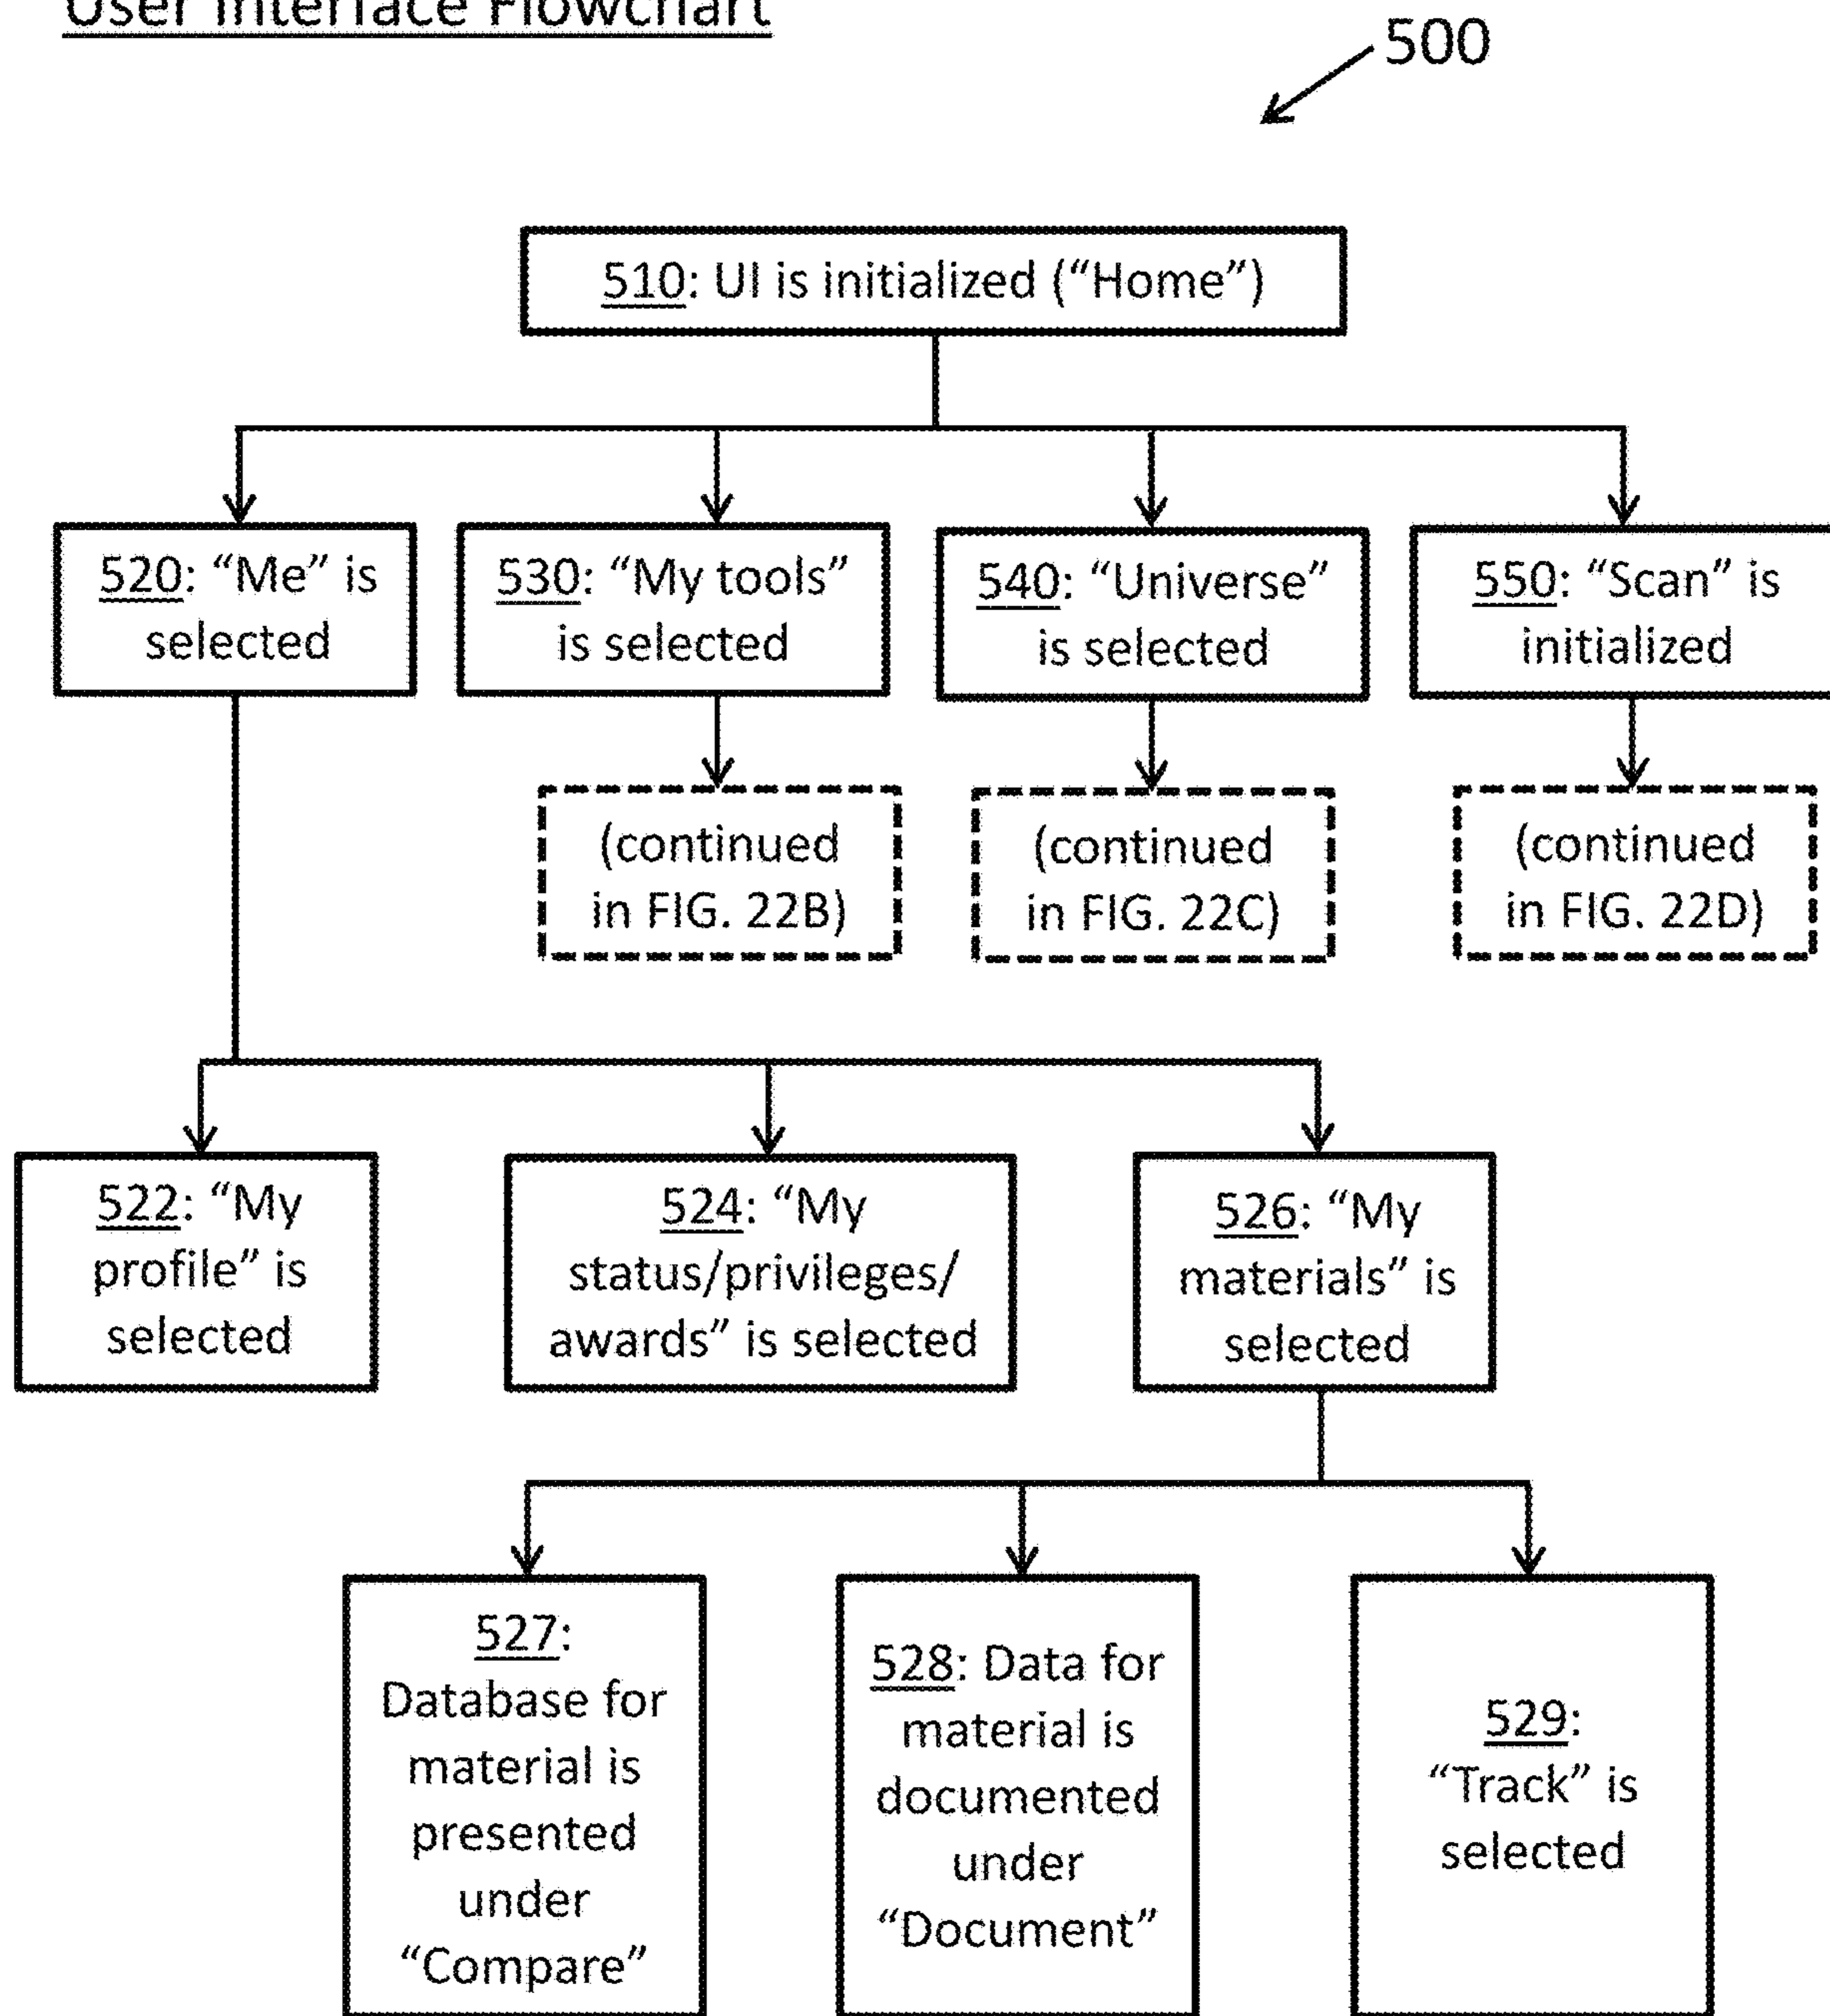 User Interface Flowchart
500
510: UI is initialized (“Home”)
520: “Me” is
selected
530: “My tools”
is selected
540: “Universe”
is selected
550: “Scan” is
initialized
(continued
in FIG. 22B)
(continued
in FIG. 22C)
(continued
in FIG. 22D)
522: “My
profile” is
selected
524: “My
status/privileges/
awards” is selected
526: “My
materials” is
selected
527:
Database for
material is
presented
under
“Compare”
528: Data for
material is
documented
under
“Document”
529:
“Track” is
selected